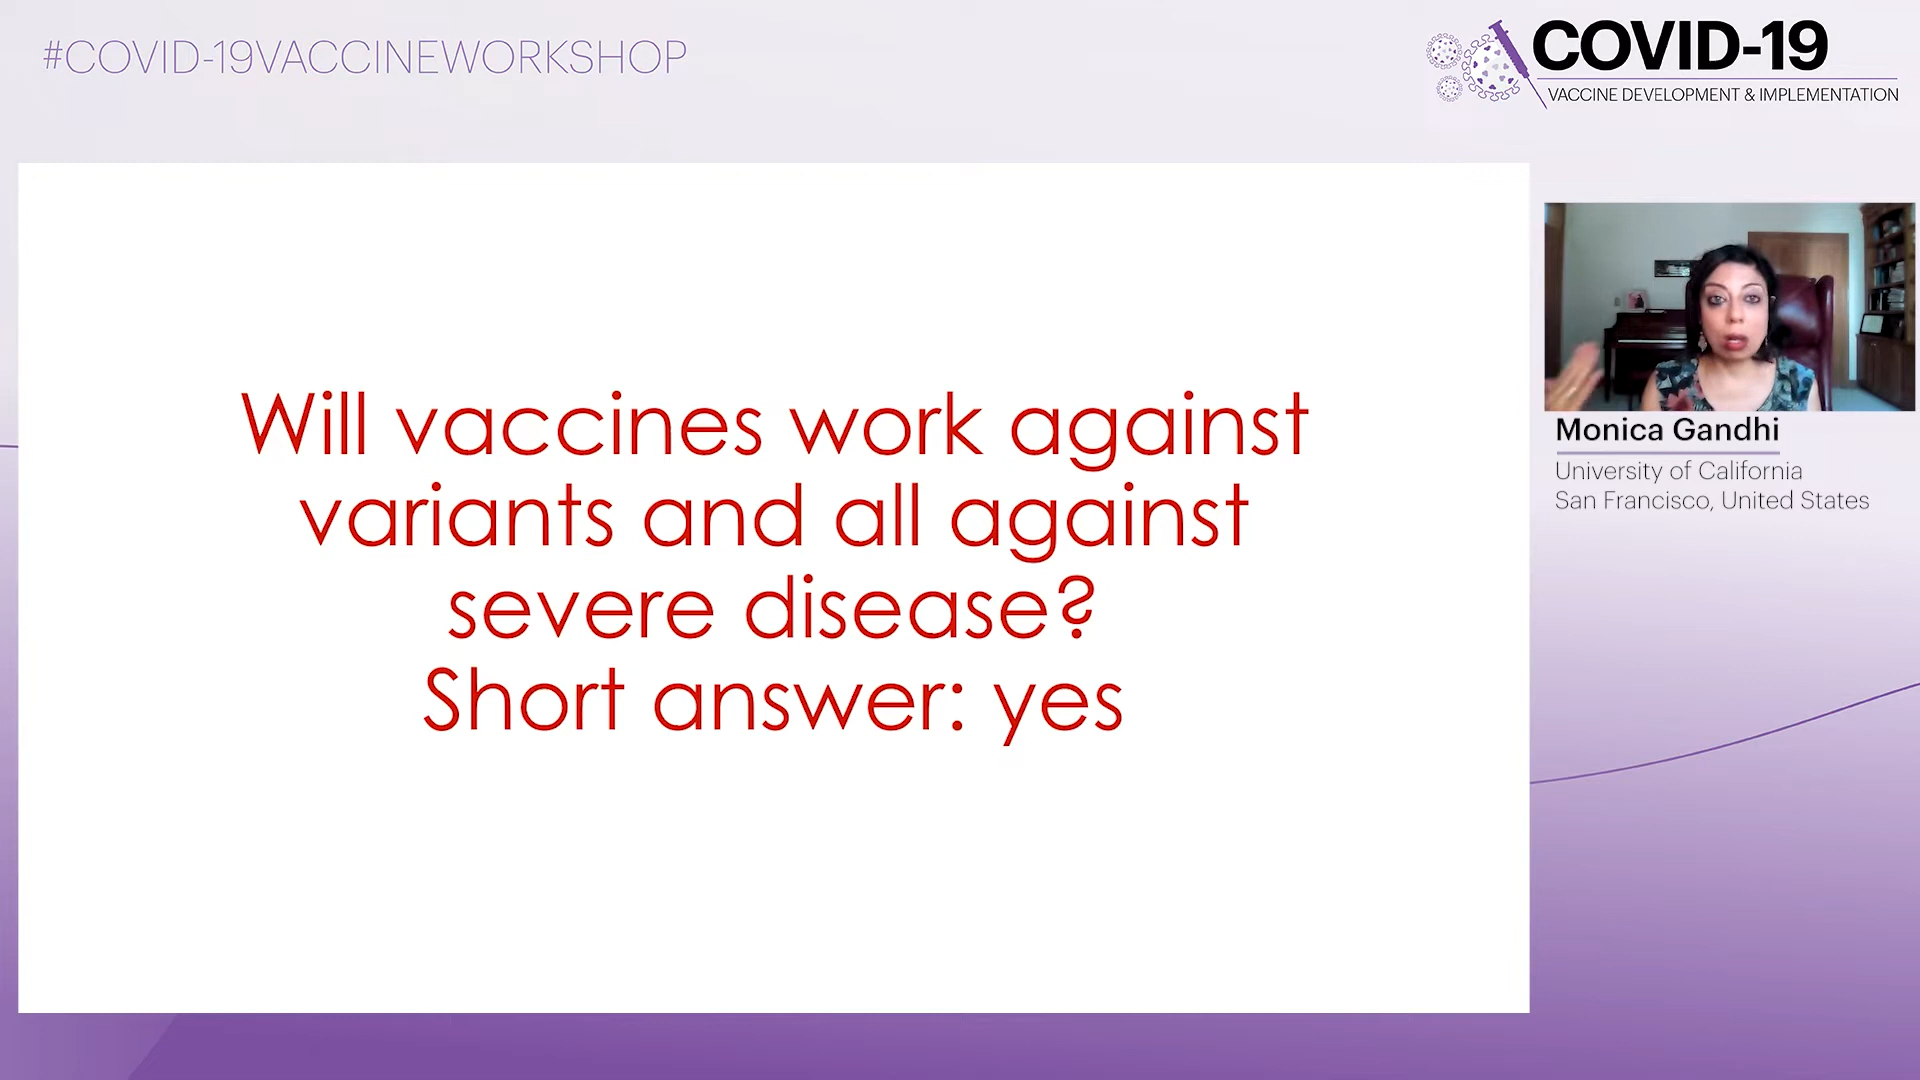 #COVID-19VACCINEWORKSHOP
COVID-19
VACCINE DEVELOPMENT & IMPLEMENTATION
Will vaccines work against
variants and all against
severe disease?
Short answer: yes
Monica Gandhi
University of California
San Francisco, United States